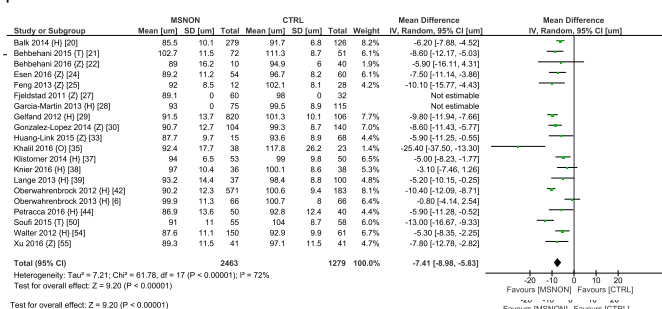 MSNON CTRL Mean Difference Mean Difference
Study or Subgroup Mean [um] SD [um] Total Mean [um] SD [um] Total Weight IV, Random, 95% CI [um] IV, Random, 95% CI [um]
Balk 2014 {H} [20] 85.5 10.1 279 91.7 6.8 126 8.2% -6.20 [-7.88, -4.52]
Behbehani 2015 {T} [21] 102.7 11.5 72 111.3 8.7 51 5.7% -8.60 [-12.17, -5.03]
Behbehani 2016 {Z} [22] 89 16.2 10 94.9 6 40 1.1% -5.90 [-16.11, 4.31]
Esen 2016 {Z} [24] 89.2 11.2 54 96.7 8.2 60 5.6% -7.50 [-11.14, -3.86]
Feng 2013 {Z} [25] 92 8.5 12 102.1 8.1 28 3.5% -10.10 [-15.77, -4.43]
Fjeldstad 2011 {Z} [27] 89.1 0 60 98 0 32 Not estimable
Garcia-Martin 2013 {H} [28] 93 0 75 99.5 8.9 115 Not estimable
Gelfand 2012 {H} [29] 91.5 13.7 820 101.3 10.1 106 7.6% -9.80 [-11.94, -7.66]
Gonzalez-Lopez 2014 {Z} [30] 90.7 12.7 104 99.3 8.7 140 6.8% -8.60 [-11.43, -5.77]
Huang-Link 2015 {Z} [33] 87.7 9.7 15 93.6 8.9 68 3.8% -5.90 [-11.25, -0.55]
Khalil 2016 {O} [35] 92.4 17.7 38 117.8 26.2 23 1.1% -25.40 [-37.50, -13.30]
Klistorner 2014 {H} [37] 94 6.5 53 99 9.8 50 6.1% -5.00 [-8.23, -1.77]
Knier 2016 {H} [38] 97 10.4 36 100.1 8.6 38 4.8% -3.10 [-7.46, 1.26]
Lange 2013 {H} [39] 93.2 14.4 37 98.4 8.8 100 4.1% -5.20 [-10.15, -0.25]
Oberwahrenbrock 2012 {H} [42] 90.2 12.3 571 100.6 9.4 183 8.2% -10.40 [-12.09, -8.71]
Oberwahrenbrock 2013 {H} [6] 99.9 11.5 66 100.7 8 66 5.9% -0.80 [-4.14, 2.54]
Petracca 2016 {H} [44] 86.9 13.6 50 92.8 12.4 40 3.8% -5.90 [-11.28, -0.52]
Soufi 2015 {T} [50] 91 11 55 104 8.7 58 5.5% -13.00 [-16.67, -9.33]
Walter 2012 {H} [54] 87.6 11.1 150 92.9 9.9 61 6.4% -5.30 [-8.35, -2.25]
Xu 2016 {Z} [55] 89.3 11.5 41 97.1 11.5 41 4.2% -7.80 [-12.78, -2.82]
Total (95% CI) 2463 1279 100.0% -7.41 [-8.98, -5.83]
Heterogeneity: Tau² = 7.21; Chi² = 61.78, df = 17 (P < 0.00001); I² = 72%
Test for overall effect: Z = 9.20 (P < 0.00001)
-20 -10 0 10 20
Favours [MSNON] Favours [CTRL]
Test for overall effect: Z = 9.20 (P < 0.00001)
-20 -10 0 10 20
Favours [MSNON] Favours [CTRL]